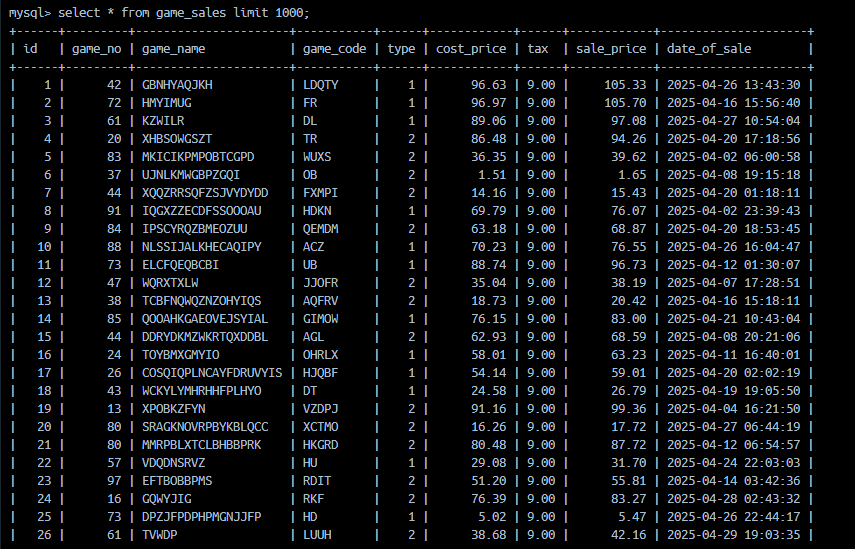 mysql> select * from game_sales limit 1000;
+------+---------+----------------------+-----------+------+------------+------+------------+---------------------+
| id   | game_no | game_name            | game_code | type | cost_price | tax  | sale_price | date_of_sale        |
+------+---------+----------------------+-----------+------+------------+------+------------+---------------------+
|    1 |      42 | GBNHYAQJKH           | LDQTY     |    1 |      96.63 | 9.00 |     105.33 | 2025-04-26 13:43:30 |
|    2 |      72 | HMYIMUG              | FR        |    1 |      96.97 | 9.00 |     105.70 | 2025-04-16 15:56:40 |
|    3 |      61 | KZWILR               | DL        |    1 |      89.06 | 9.00 |      97.08 | 2025-04-27 10:54:04 |
|    4 |      20 | XHBSOWGSZT           | TR        |    2 |      86.48 | 9.00 |      94.26 | 2025-04-20 17:18:56 |
|    5 |      83 | MKICIKPMPOBTCGPD     | WUXS      |    2 |      36.35 | 9.00 |      39.62 | 2025-04-02 06:00:58 |
|    6 |      37 | UJNLKMWGBPZGQI       | OB        |    2 |       1.51 | 9.00 |       1.65 | 2025-04-08 19:15:18 |
|    7 |      44 | XQQZRRSQFZSJVYDYDD   | FXMPI     |    2 |      14.16 | 9.00 |      15.43 | 2025-04-20 01:18:11 |
|    8 |      91 | IQGXZZECDFSSOOOAU    | HDKN      |    1 |      69.79 | 9.00 |      76.07 | 2025-04-02 23:39:43 |
|    9 |      84 | IPSCYRQZBMEOZUU      | QEMDM     |    2 |      63.18 | 9.00 |      68.87 | 2025-04-20 18:53:45 |
|   10 |      88 | NLSSIJALKHECAQIPY    | ACZ       |    1 |      70.23 | 9.00 |      76.55 | 2025-04-26 16:04:47 |
|   11 |      73 | ELCFQEQBCBI          | UB        |    1 |      88.74 | 9.00 |      96.73 | 2025-04-12 01:30:07 |
|   12 |      47 | WQRXTXLW             | JJOFR     |    2 |      35.04 | 9.00 |      38.19 | 2025-04-07 17:28:51 |
|   13 |      38 | TCBFNQWQZNZOHYIQS    | AQFRV     |    2 |      18.73 | 9.00 |      20.42 | 2025-04-16 15:18:11 |
|   14 |      85 | QOOAHKGAEOVEJSYIAL   | GIMOW     |    1 |      76.15 | 9.00 |      83.00 | 2025-04-21 10:43:04 |
|   15 |      44 | DDRYDKMZWKRTQXDDBL   | AGL       |    2 |      62.93 | 9.00 |      68.59 | 2025-04-08 20:21:06 |
|   16 |      24 | TOYBMXGMYIO          | OHRLX     |    1 |      58.01 | 9.00 |      63.23 | 2025-04-11 16:40:01 |
|   17 |      26 | COSQIQPLNCAYFDRUVYIS | HJQBF     |    1 |      54.14 | 9.00 |      59.01 | 2025-04-20 02:02:19 |
|   18 |      43 | WCKYLYMHRHHFPLHYO    | DT        |    1 |      24.58 | 9.00 |      26.79 | 2025-04-19 19:05:50 |
|   19 |      13 | XPOBKZFYN            | VZDPJ     |    2 |      91.16 | 9.00 |      99.36 | 2025-04-04 16:21:50 |
|   20 |      80 | SRAGKNOVRPBYKBLQCC   | XCTMO     |    2 |      16.26 | 9.00 |      17.72 | 2025-04-27 06:44:19 |
|   21 |      80 | MMRPBLXTCLBHBBPRK    | HKGRD     |    2 |      80.48 | 9.00 |      87.72 | 2025-04-12 06:54:57 |
|   22 |      57 | VDQDNSRVZ            | HU        |    1 |      29.08 | 9.00 |      31.70 | 2025-04-24 22:03:03 |
|   23 |      97 | EFTBOBBPMS           | RDIT      |    2 |      51.20 | 9.00 |      55.81 | 2025-04-14 03:42:36 |
|   24 |      16 | GQWYJIG              | RKF       |    2 |      76.39 | 9.00 |      83.27 | 2025-04-28 02:43:32 |
|   25 |      73 | DPZJFPDPHPMGNJJFP    | HD        |    1 |       5.02 | 9.00 |       5.47 | 2025-04-26 22:44:17 |
|   26 |      61 | TVWDP                | LUUH      |    2 |      38.68 | 9.00 |      42.16 | 2025-04-29 19:03:35 |